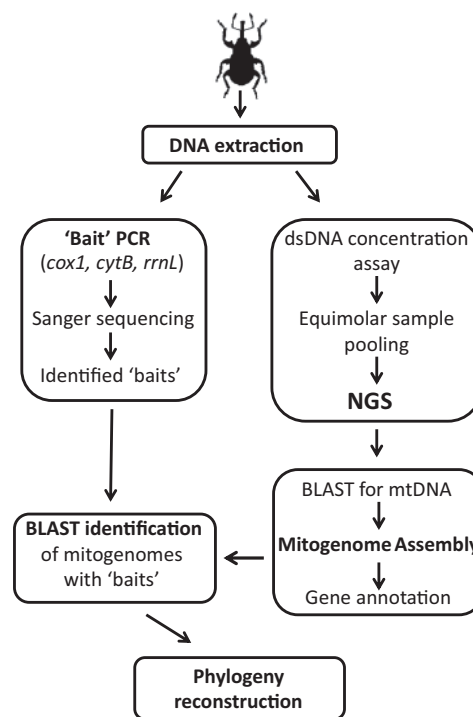 DNA extraction
‘Bait’ PCR
(cox1, cytB, rrnL)
Sanger sequencing
Identified ‘baits’
dsDNA concentration
assay
Equimolar sample
pooling
NGS
BLAST for mtDNA
Mitogenome Assembly
Gene annotation
BLAST identification
of mitogenomes
with ‘baits’
Phylogeny
reconstruction